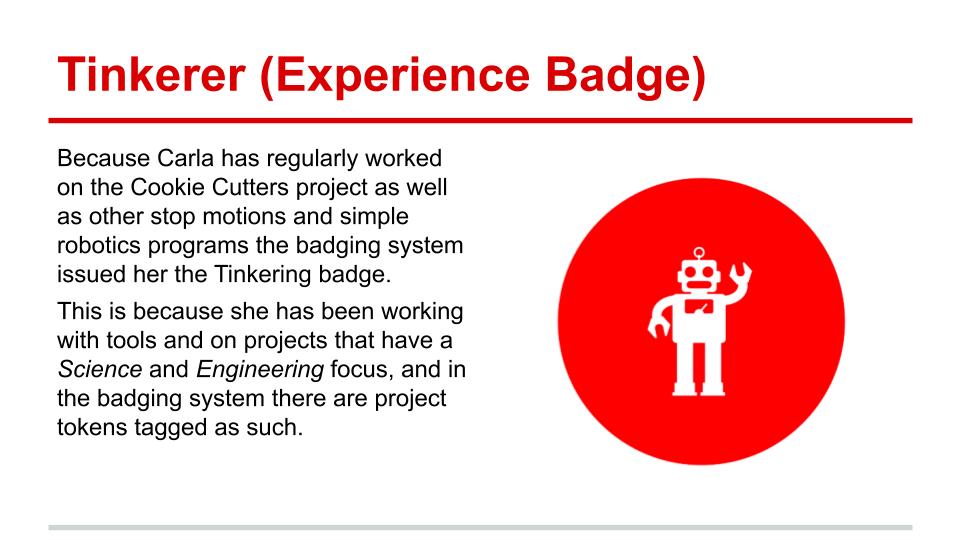 Tinkerer (Experience Badge)
Because Carla has regularly worked
on the Cookie Cutters project as well
as other stop motions and simple
robotics programs the badging system
issued her the Tinkering badge.
This is because she has been working
with tools and on projects that have a
Science and Engineering focus, and in
the badging system there are project
tokens tagged as such.